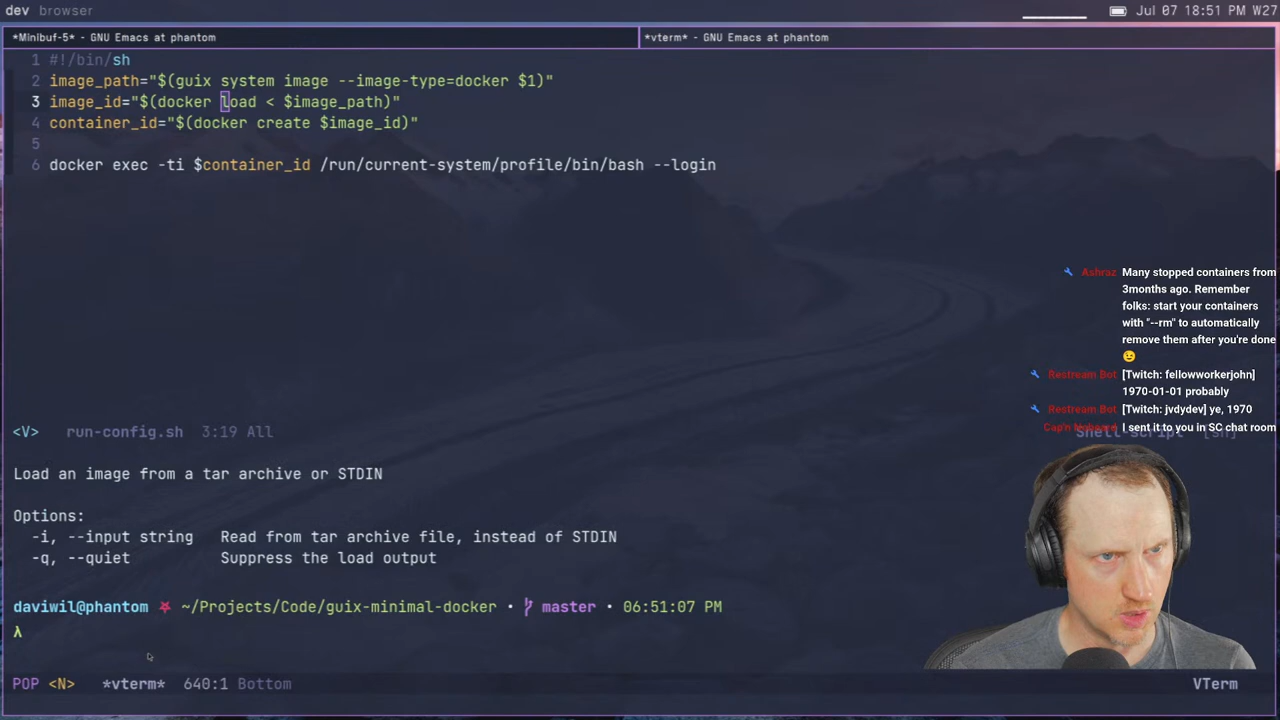 dev browser
Jul 07 18:51 PM W27
*Minibuf-5* - GNU Emacs at phantom
*vterm* - GNU Emacs at phantom
1 #!/bin/sh
2 image_path="$(guix system image --image-type=docker $1)"
3 image_id="$(docker load < $image_path)"
4 container_id="$(docker create $image_id)"
5
6 docker exec -ti $container_id /run/current-system/profile/bin/bash --login
Ashraz Many stopped containers from
3months ago. Remember
folks: start your containers
with "--rm" to automatically
remove them after you're done
😉
Restream Bot [Twitch: fellowworkerjohn]
1970-01-01 probably
Restream Bot [Twitch: jvdydev] ye, 1970
I sent it to you in SC chat room
<V> run-config.sh 3:19 All
Shell-script [sh]
Load an image from a tar archive or STDIN
Options:
-i, --input string Read from tar archive file, instead of STDIN
-q, --quiet Suppress the load output
daviwil@phantom ~/Projects/Code/guix-minimal-docker • master • 06:51:07 PM
λ
POP <N> *vterm* 640:1 Bottom
VTerm